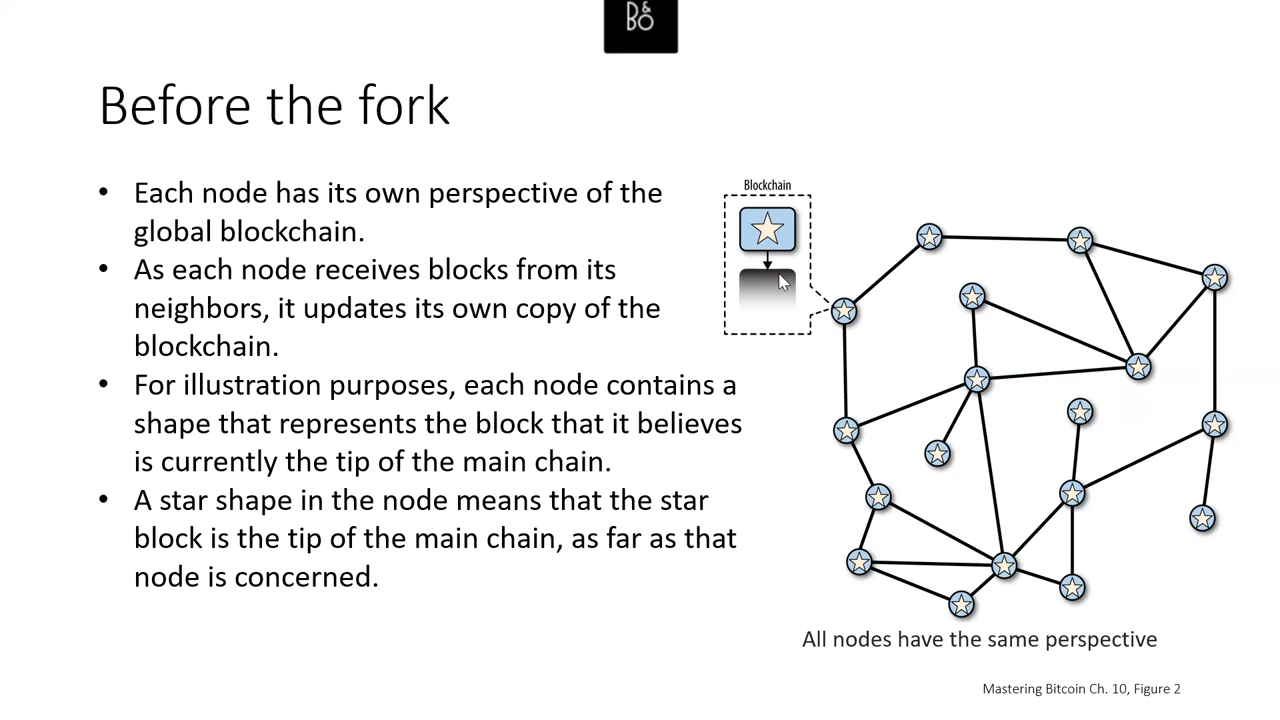 B&O
Before the fork
• Each node has its own perspective of the
global blockchain.
• As each node receives blocks from its
neighbors, it updates its own copy of the
blockchain.
• For illustration purposes, each node contains a
shape that represents the block that it believes
is currently the tip of the main chain.
• A star shape in the node means that the star
block is the tip of the main chain, as far as that
node is concerned.
Blockchain
All nodes have the same perspective
Mastering Bitcoin Ch. 10, Figure 2